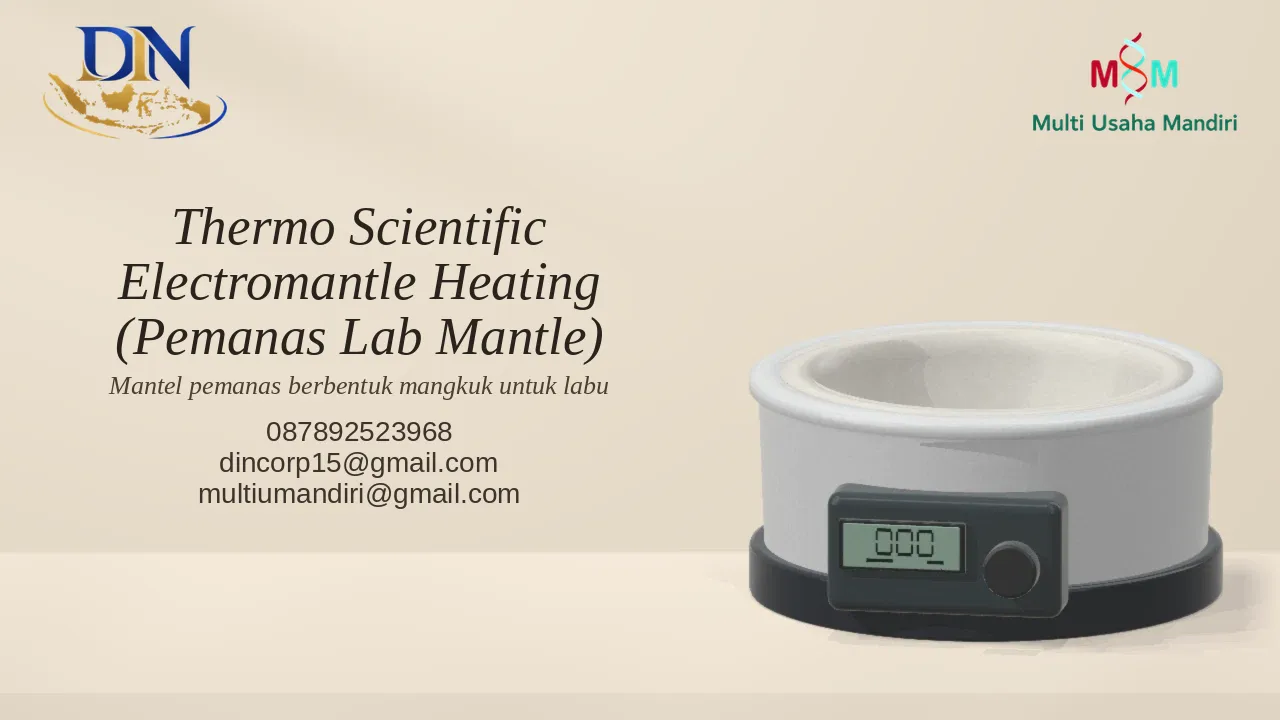 DIN
MSM
Multi Usaha Mandiri
Thermo Scientific
Electromantle Heating
(Pemanas Lab Mantle)
Mantel pemanas berbentuk mangkuk untuk labu
087892523968
dincorp15@gmail.com
multiumandiri@gmail.com
000